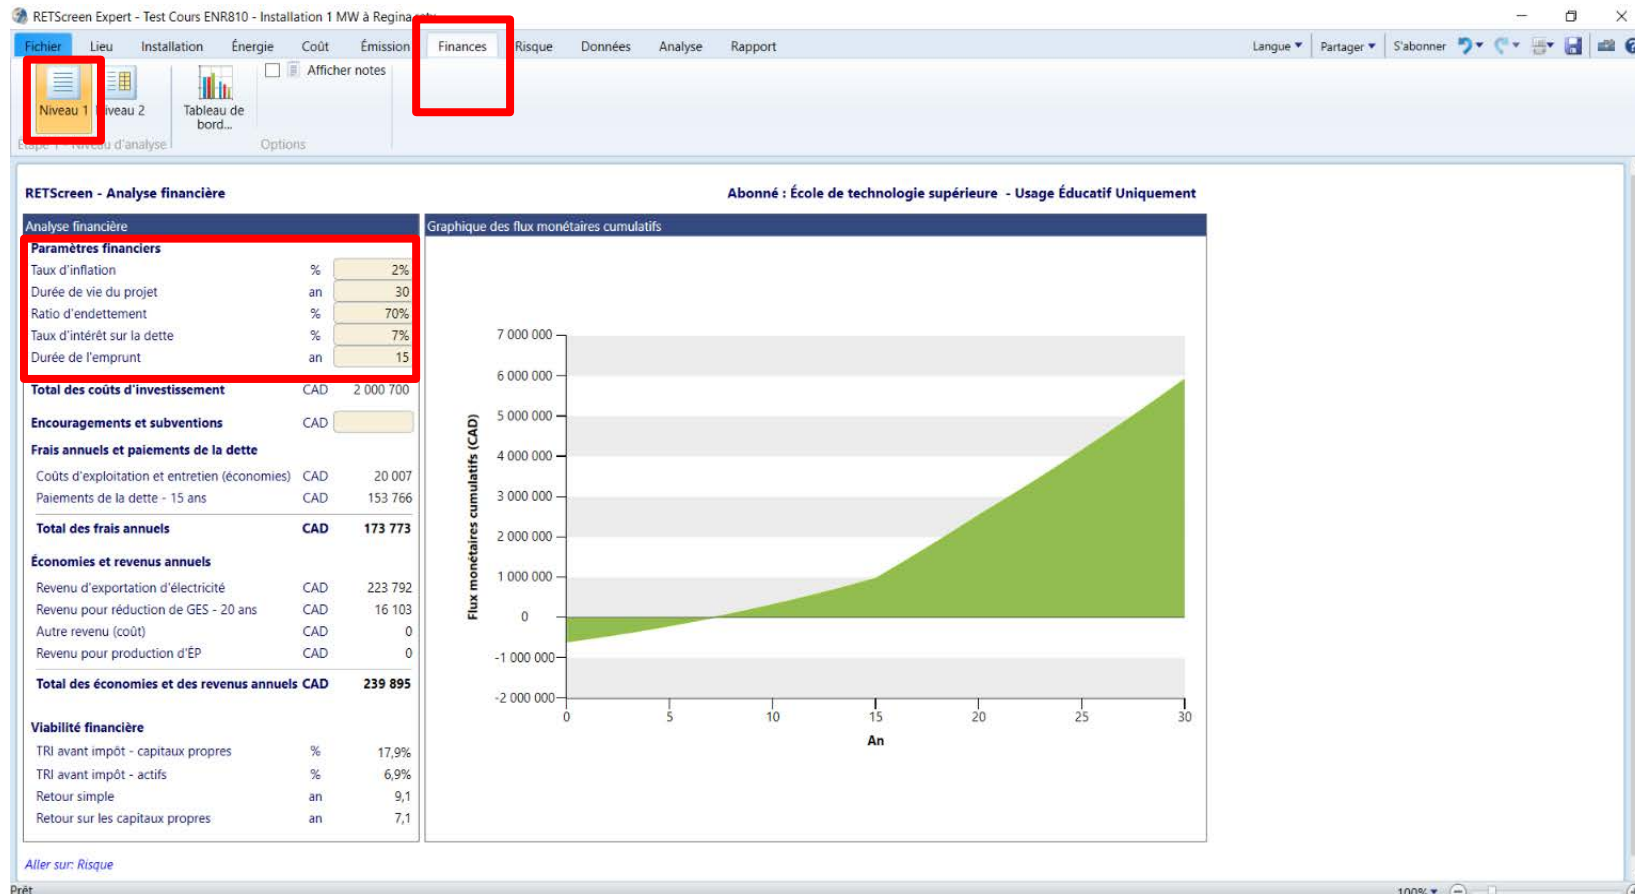 RETScreen Expert - Test Cours ENR810 - Installation 1 MW à Regina
Fichier Lieu Installation Énergie Coût Émission Finances Risque Données Analyse Rapport Langue Partager S'abonner
Afficher notes
Niveau 1 Niveau 2 Tableau de bord...
Niveau d'analyse Options
RETScreen - Analyse financière Abonné : École de technologie supérieure - Usage Éducatif Uniquement
Analyse financière
Paramètres financiers
Taux d'inflation % 2%
Durée de vie du projet an 30
Ratio d'endettement % 70%
Taux d'intérêt sur la dette % 7%
Durée de l'emprunt an 15
Total des coûts d'investissement CAD 2 000 700
Encouragements et subventions CAD
Frais annuels et paiements de la dette
Coûts d'exploitation et entretien (économies) CAD 20 007
Paiements de la dette - 15 ans CAD 153 766
Total des frais annuels CAD 173 773
Économies et revenus annuels
Revenu d'exportation d'électricité CAD 223 792
Revenu pour réduction de GES - 20 ans CAD 16 103
Autre revenu (coût) CAD 0
Revenu pour production d'ÉP CAD 0
Total des économies et des revenus annuels CAD 239 895
Viabilité financière
TRI avant impôt - capitaux propres % 17,9%
TRI avant impôt - actifs % 6,9%
Retour simple an 9,1
Retour sur les capitaux propres an 7,1
Graphique des flux monétaires cumulatifs
Flux monétaires cumulatifs (CAD)
7 000 000
6 000 000
5 000 000
4 000 000
3 000 000
2 000 000
1 000 000
0
-1 000 000
-2 000 000
0 5 10 15 20 25 30
An
Aller sur: Risque
Prêt 100%